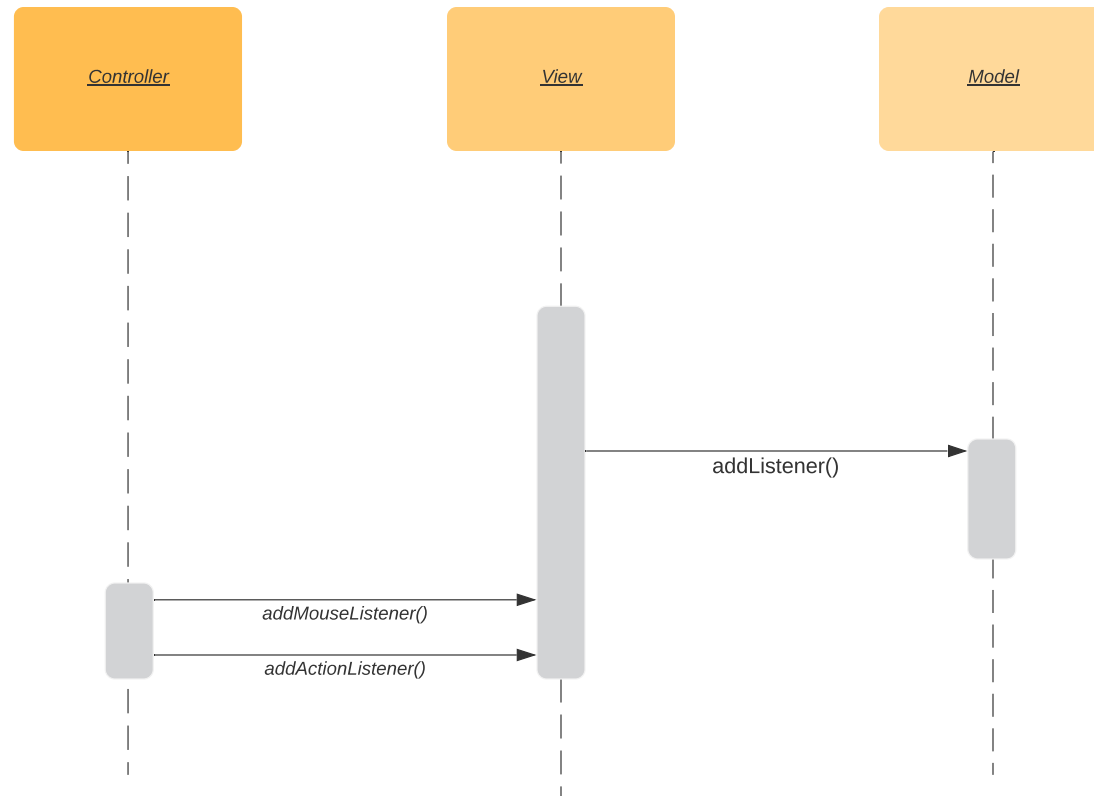 Controller
View
Model
addListener()
addMouseListener()
addActionListener()